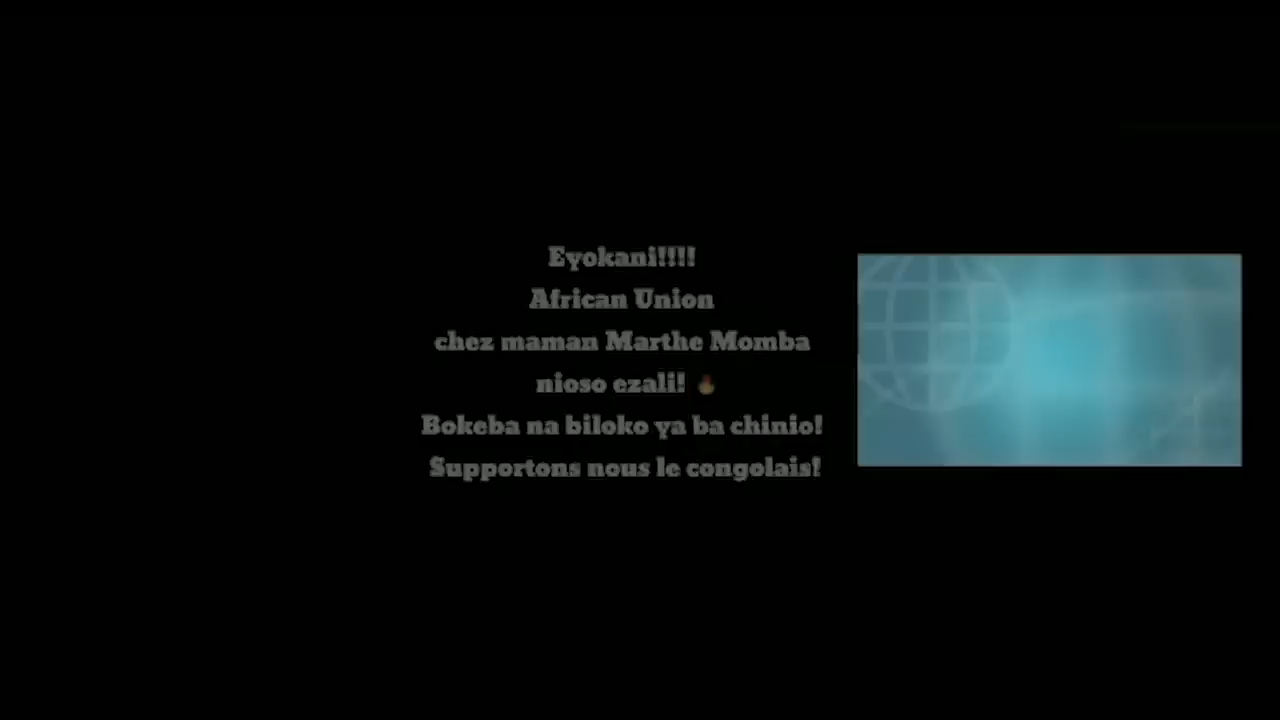 Eyokani!!!!
African Union
chez maman Marthe Momba
nioso ezali! 🔥
Bokeba na biloko ya ba chinio!
Supportons nous le congolais!